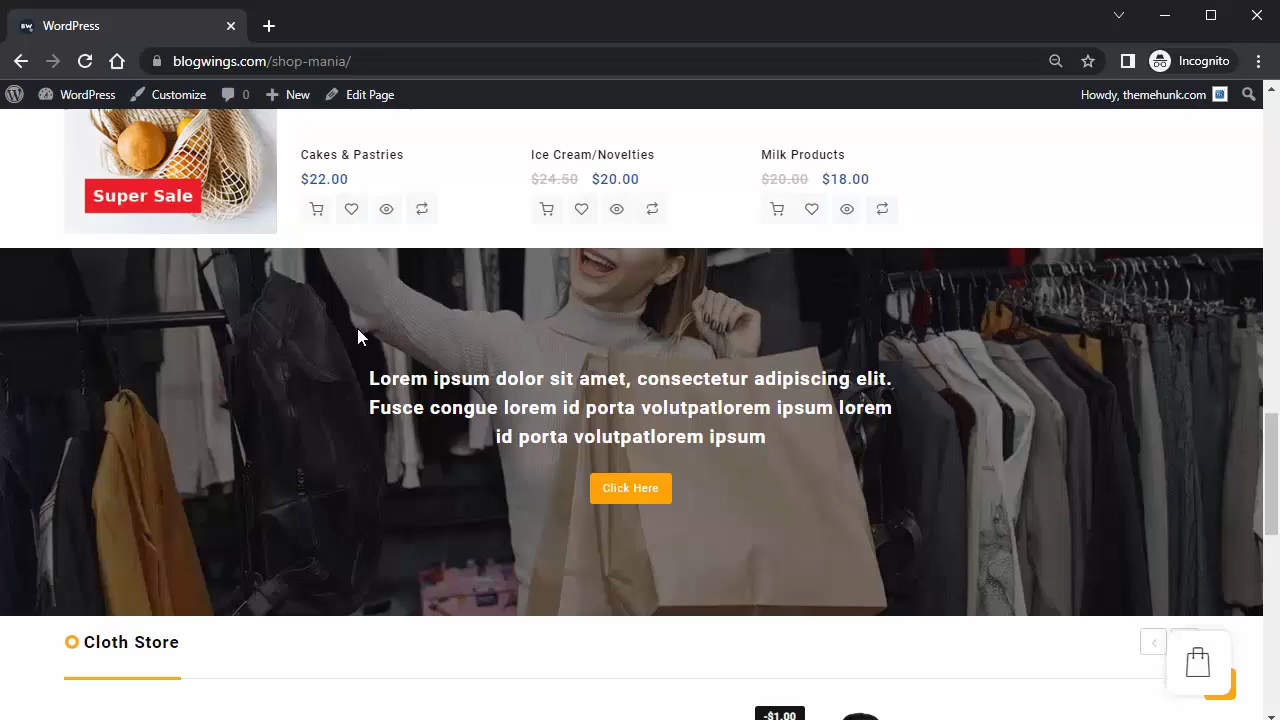 WordPress
blogwings.com/shop-mania/
Incognito
WordPress Customize 0 New Edit Page Howdy, themehunk.com
Super Sale
Cakes & Pastries
$22.00
Ice Cream/Novelties
$24.50 $20.00
Milk Products
$20.00 $18.00
Lorem ipsum dolor sit amet, consectetur adipiscing elit.
Fusce congue lorem id porta volutpatlorem ipsum lorem
id porta volutpatlorem ipsum
Click Here
Cloth Store
-$1.00